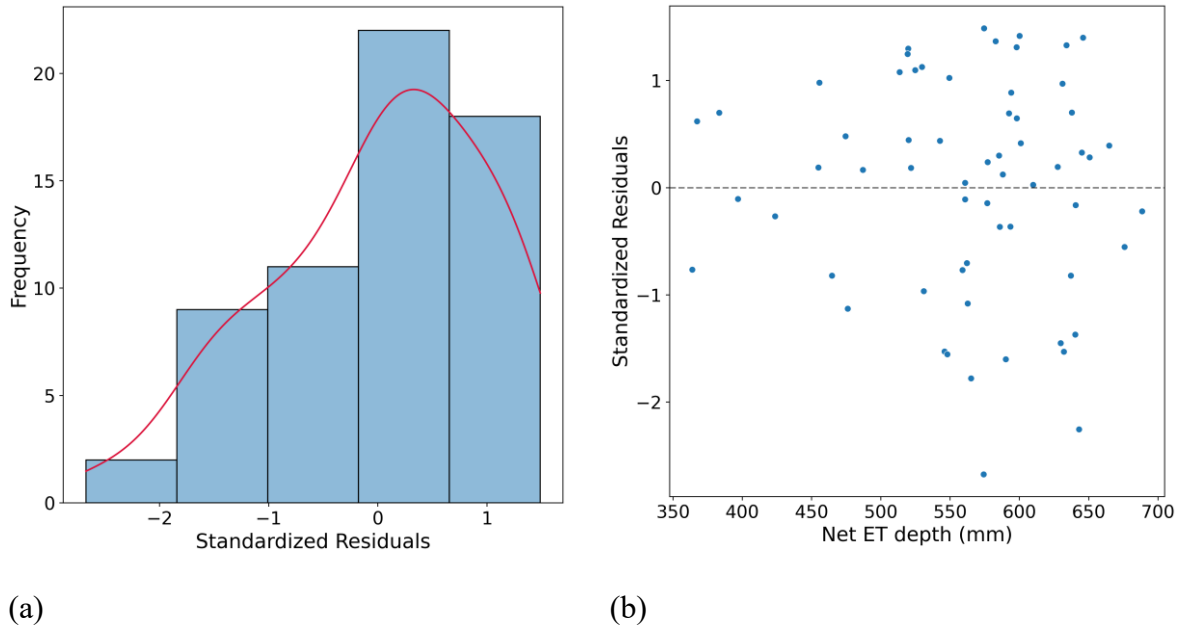 20
15
10
5
0
Frequency
−2 −1 0 1
Standardized Residuals
1
0
−1
−2
Standardized Residuals
350 400 450 500 550 600 650 700
Net ET depth (mm)
(a) (b)